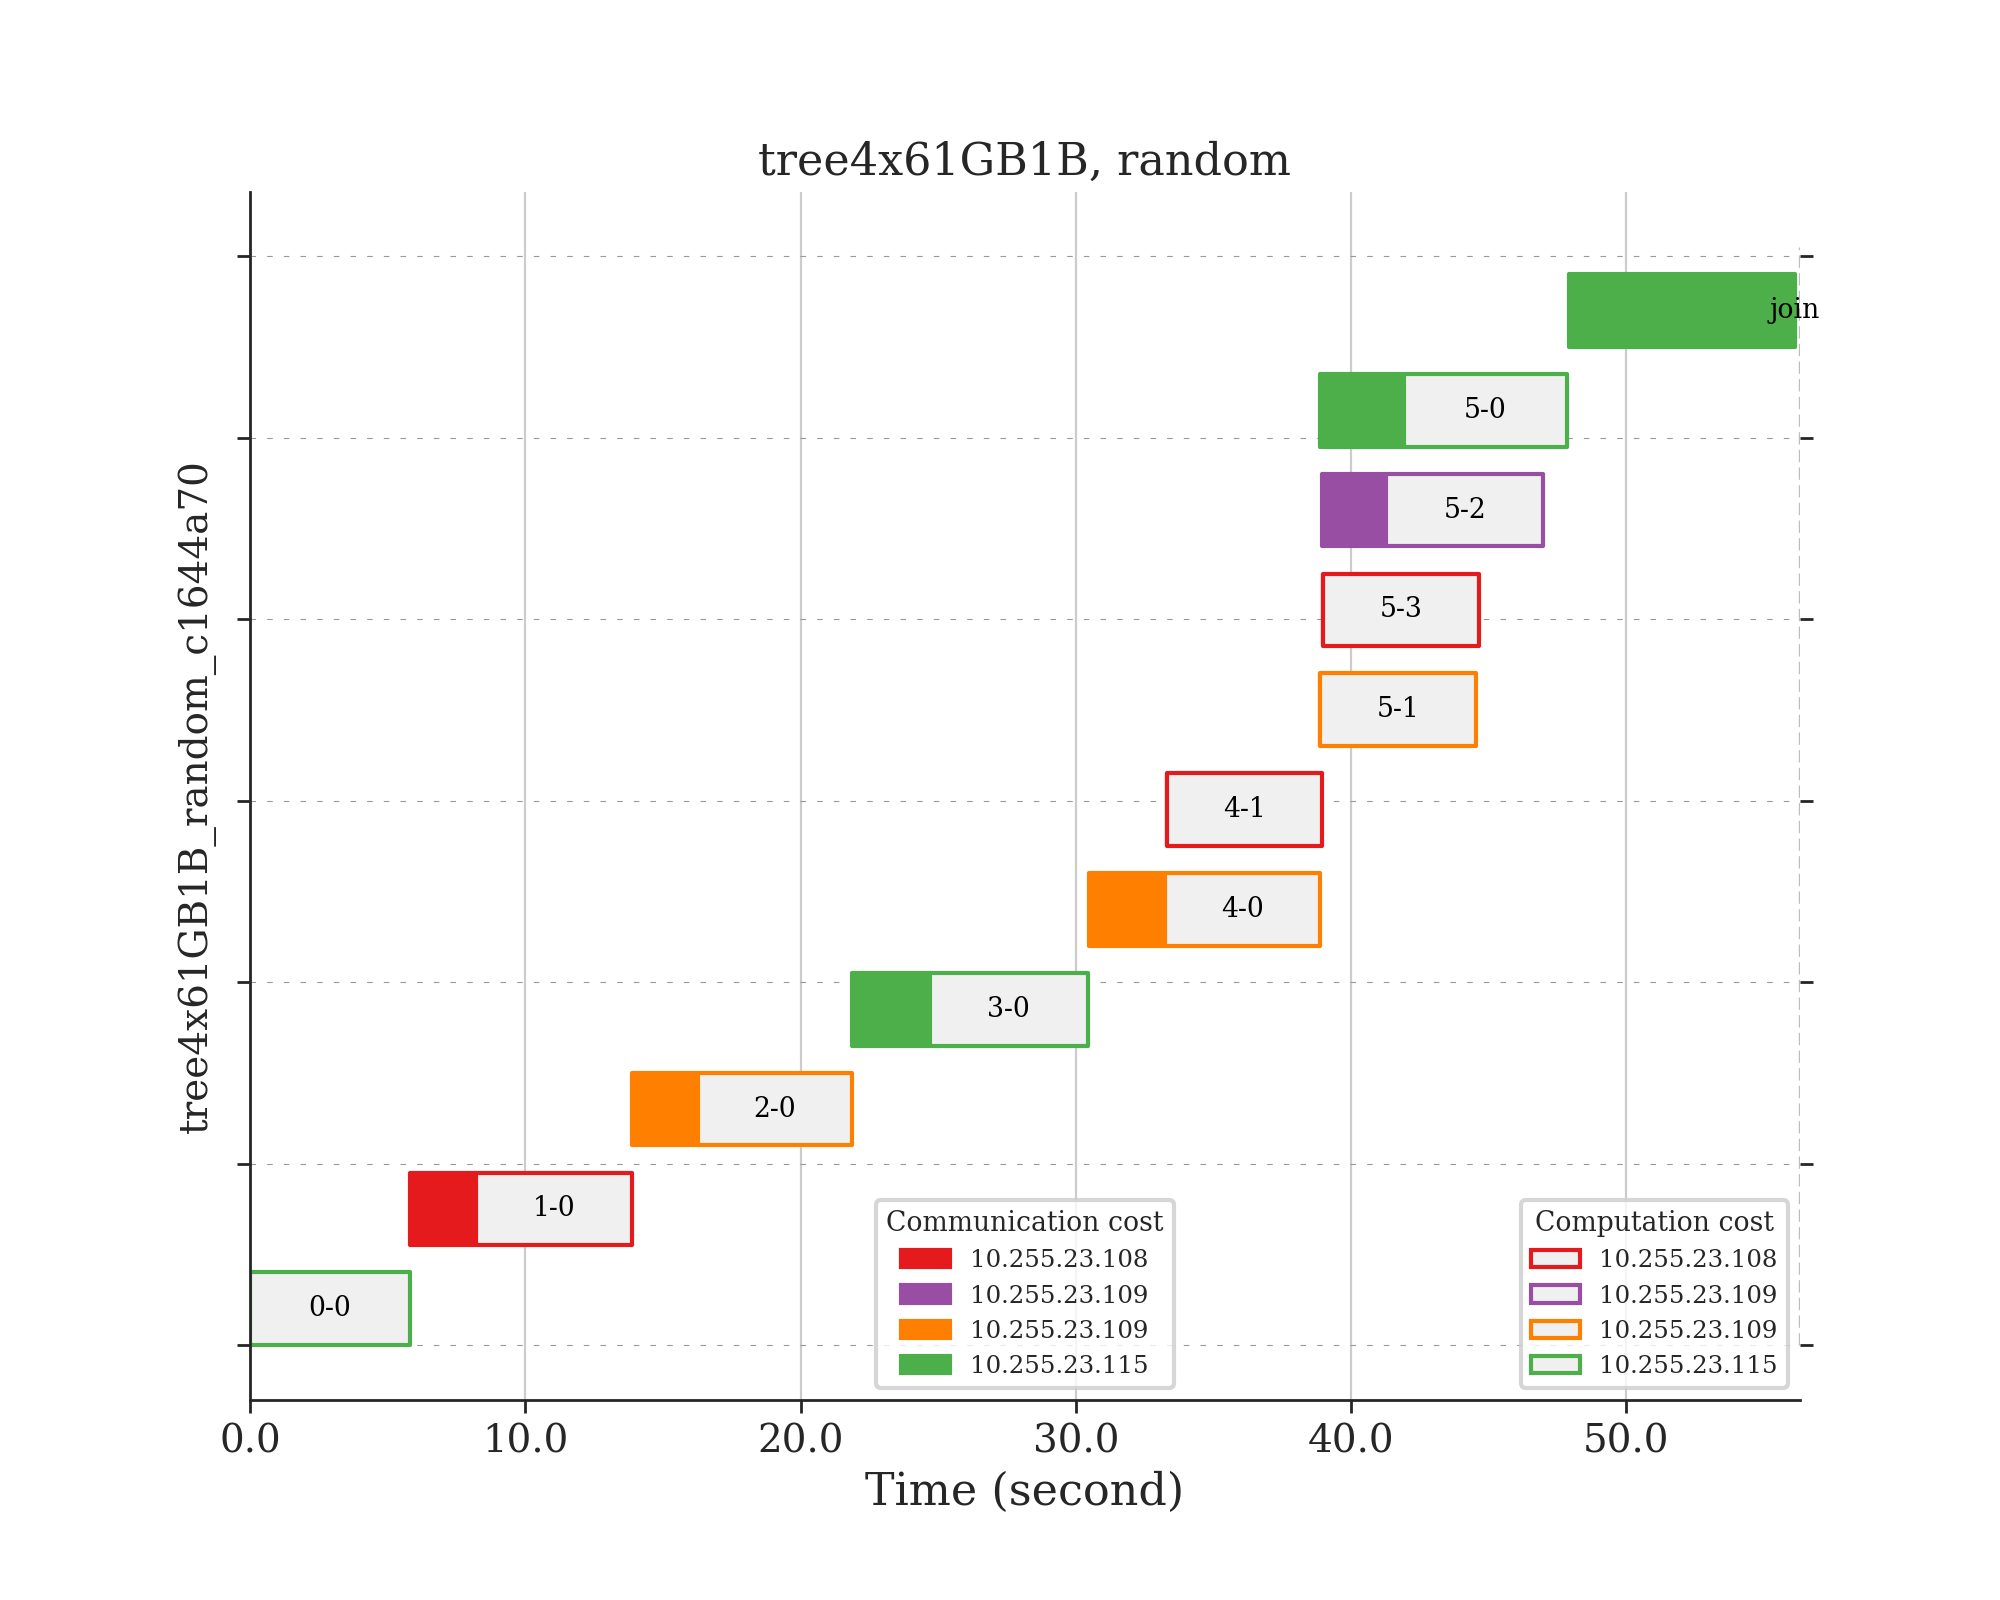 tree4x61GB1B, random
tree4x61GB1B_random_c1644a70
join
5-0
5-2
5-3
5-1
4-1
4-0
3-0
2-0
1-0
0-0
Communication cost
10.255.23.108
10.255.23.109
10.255.23.109
10.255.23.115
Computation cost
10.255.23.108
10.255.23.109
10.255.23.109
10.255.23.115
0.0 10.0 20.0 30.0 40.0 50.0
Time (second)